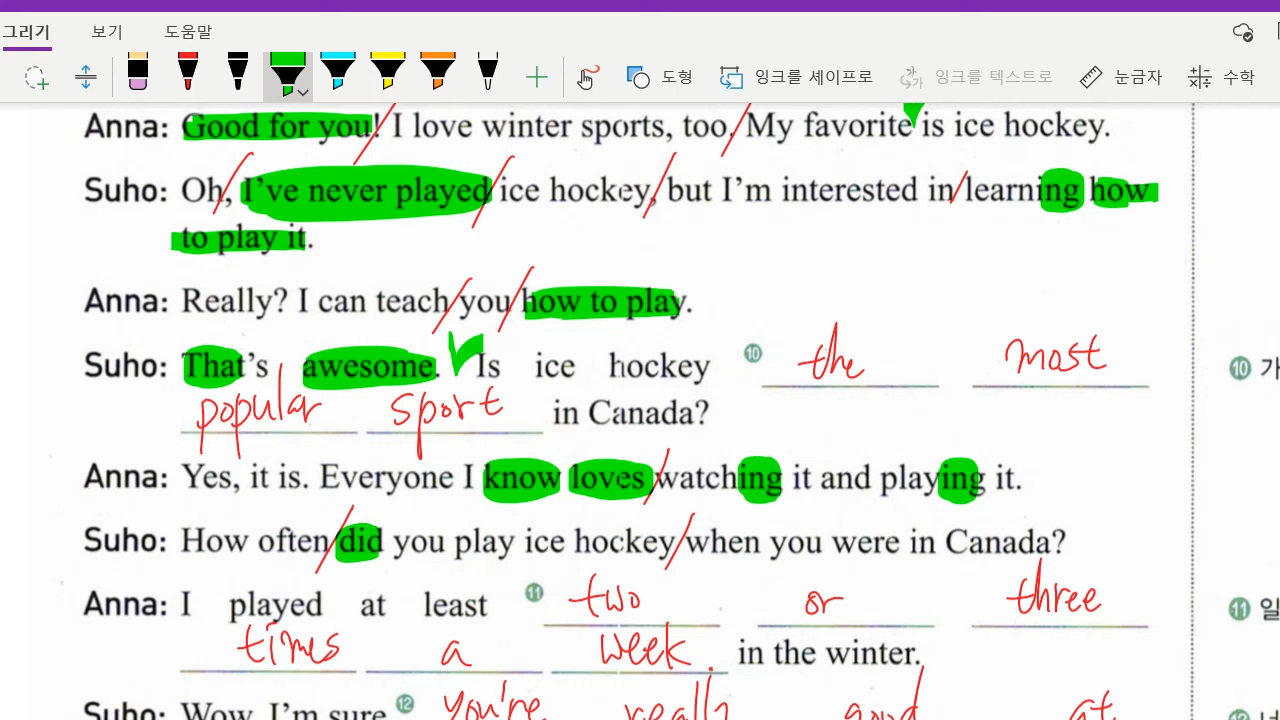 그리기 보기 도움말
도형 잉크를 셰이프로 잉크를 텍스트로 눈금자 수학
Anna: Good for you! I love winter sports, too. My favorite is ice hockey.
Suho: Oh, I've never played ice hockey, but I'm interested in learning how
to play it.
Anna: Really? I can teach you how to play.
Suho: That's awesome. Is ice hockey ⑩ the most
popular sport in Canada?
⑩ 가
Anna: Yes, it is. Everyone I know loves watching it and playing it.
Suho: How often did you play ice hockey when you were in Canada?
Anna: I played at least ⑪ two or three
times a week. in the winter.
⑪ 일
Suho: Wow, I'm sure ⑫ you're really good at